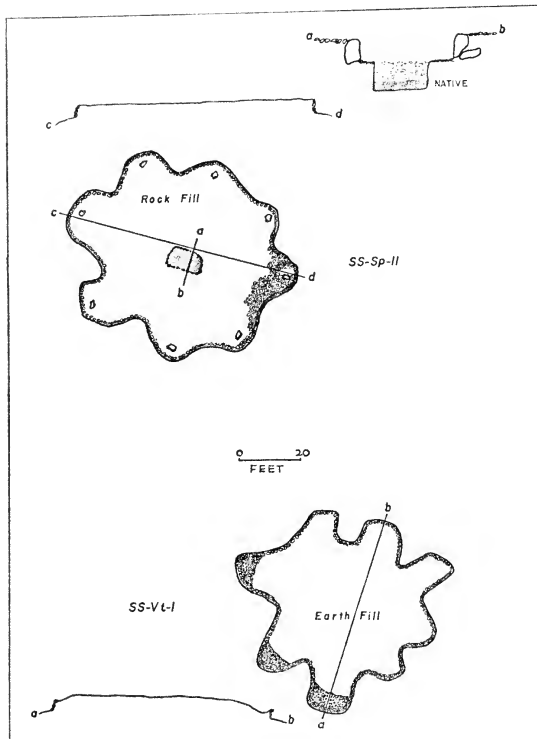 a b
NATIVE
c d
Rock Fill
c
a
SS-Sp-II
d
b
0 20
FEET
b
SS-Vt-I
Earth Fill
a b
a